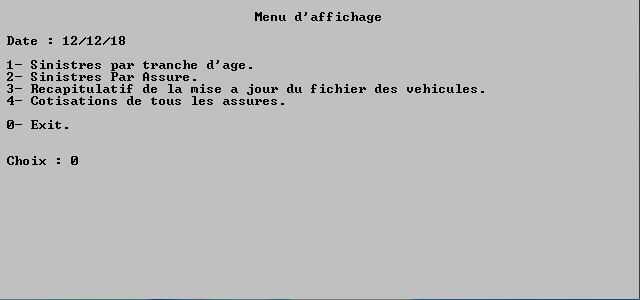 Menu d'affichage
Date : 12/12/18
1- Sinistres par tranche d'age.
2- Sinistres Par Assure.
3- Recapitulatif de la mise a jour du fichier des vehicules.
4- Cotisations de tous les assures.
0- Exit.
Choix : 0